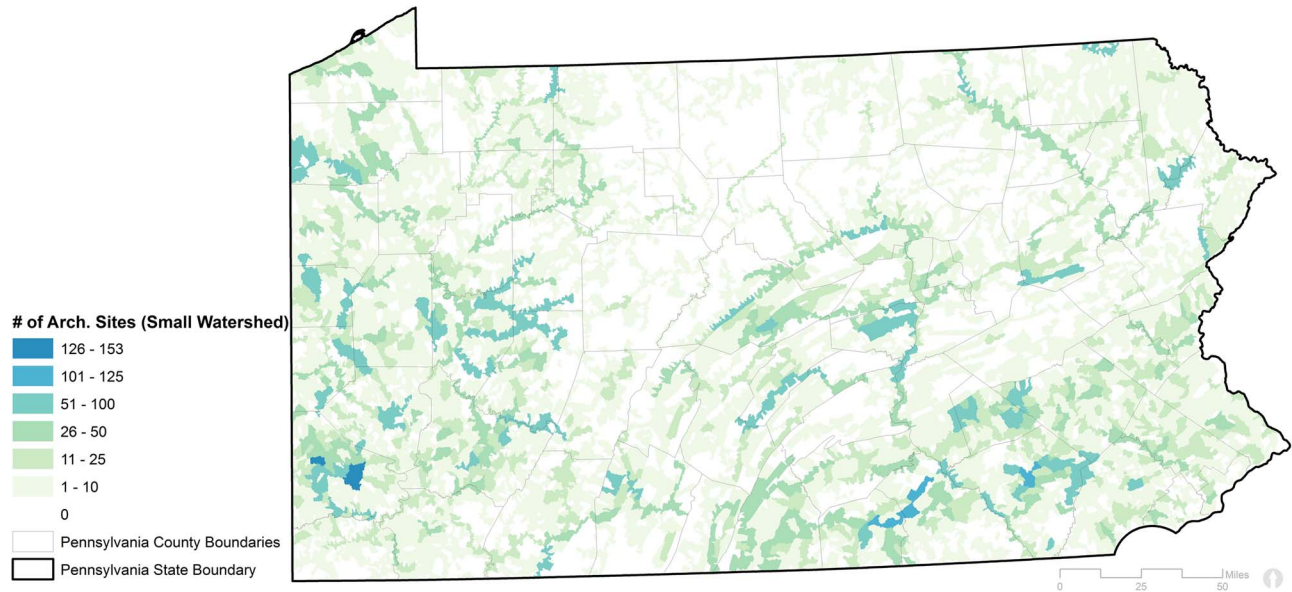 # of Arch. Sites (Small Watershed)
126 - 153
101 - 125
51 - 100
26 - 50
11 - 25
1 - 10
0
Pennsylvania County Boundaries
Pennsylvania State Boundary
Miles
0 25 50